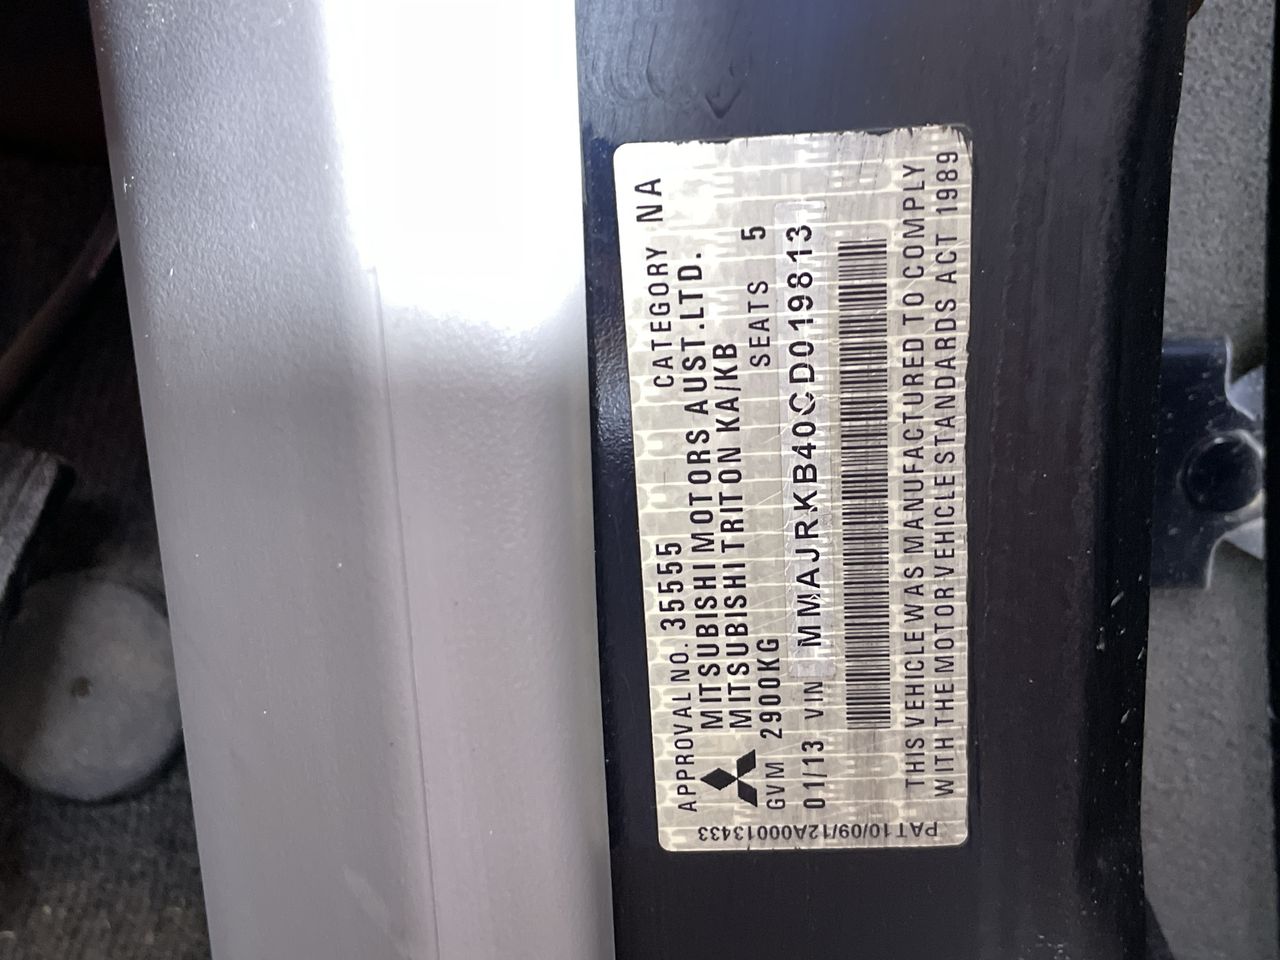 APPROVAL NO. 35555 CATEGORY NA
MITSUBISHI MOTORS AUST.LTD.
MITSUBISHI TRITON KA/KB
GVM 2900KG SEATS 5
01/13 VIN MMAJRKB40CD019813
THIS VEHICLE WAS MANUFACTURED TO COMPLY
WITH THE MOTOR VEHICLE STANDARDS ACT 1989
PAT10/09/12A00013433